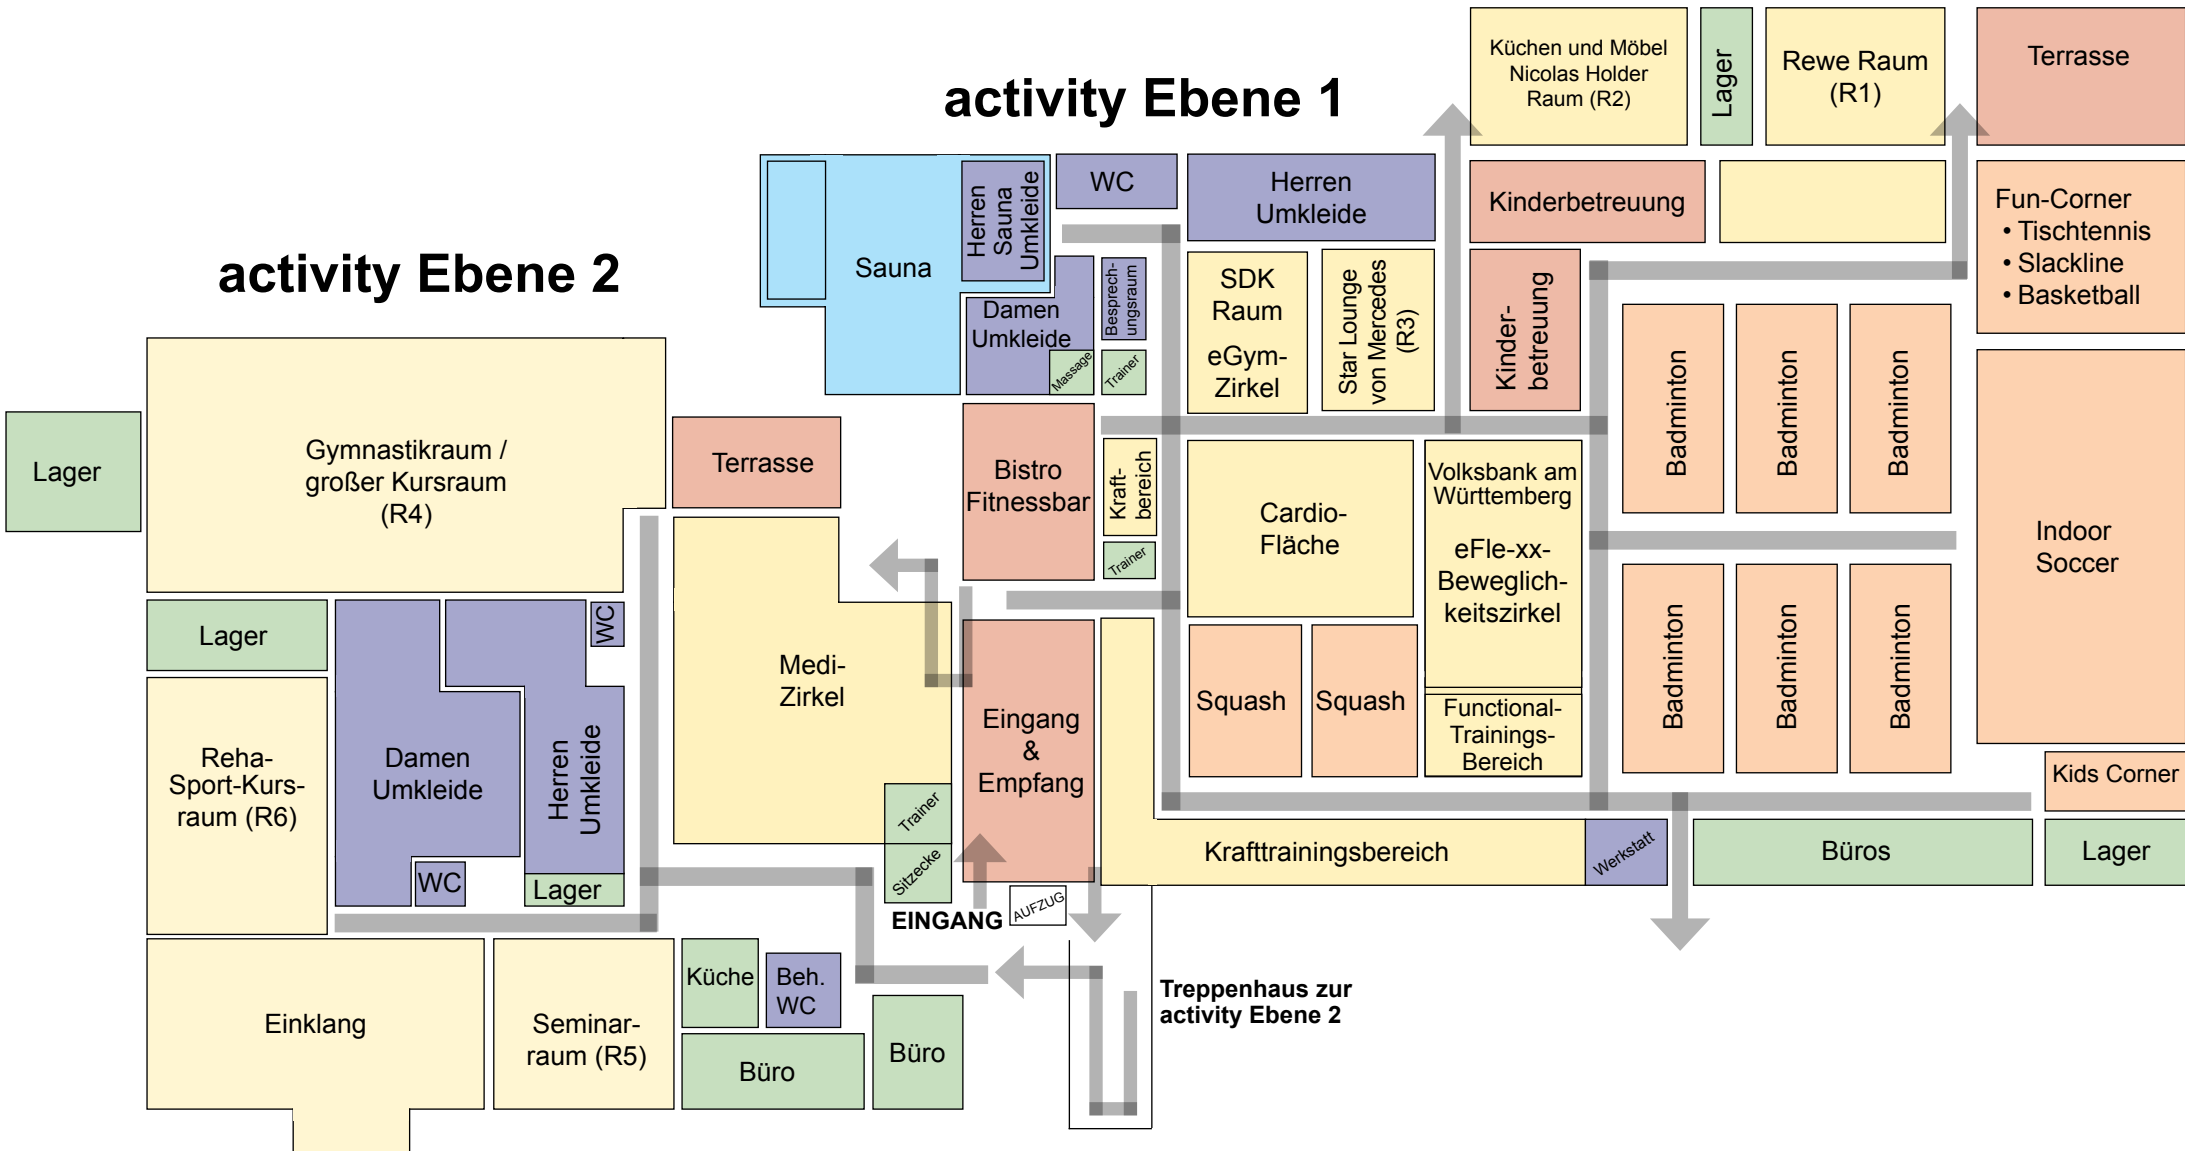 activity Ebene 1
activity Ebene 2
Küchen und Möbel
Nicolas Holder
Raum (R2)
Lager
Rewe Raum
(R1)
Terrasse
WC
Herren
Umkleide
Kinderbetreuung
Fun-Corner
• Tischtennis
• Slackline
• Basketball
Sauna
Herren
Sauna
Umkleide
Damen
Umkleide
Massage
Besprech-
ungsraum
Trainer
SDK
Raum
eGym-
Zirkel
Star Lounge
von Mercedes
(R3)
Kinder-
betreuung
Badminton
Badminton
Badminton
Indoor
Soccer
Bistro
Fitnessbar
Kraft-
bereich
Trainer
Cardio-
Fläche
Volksbank am
Württemberg
eFle-xx-
Beweglich-
keitszirkel
Squash
Squash
Functional-
Trainings-
Bereich
Badminton
Badminton
Badminton
Kids Corner
Eingang
&
Empfang
Krafttrainingsbereich
Werkstatt
Büros
Lager
Lager
Gymnastikraum /
großer Kursraum
(R4)
Terrasse
Lager
WC
Medi-
Zirkel
Reha-
Sport-Kurs-
raum (R6)
Damen
Umkleide
Herren
Umkleide
WC
Lager
Trainer
Sitzecke
EINGANG
AUFZUG
Einklang
Seminar-
raum (R5)
Küche
Beh.
WC
Büro
Büro
Treppenhaus zur
activity Ebene 2